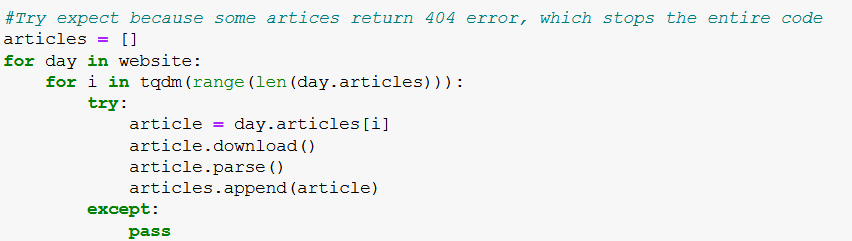 #Try expect because some artices return 404 error, which stops the entire code
articles = []
for day in website:
    for i in tqdm(range(len(day.articles))):
        try:
            article = day.articles[i]
            article.download()
            article.parse()
            articles.append(article)
        except:
            pass